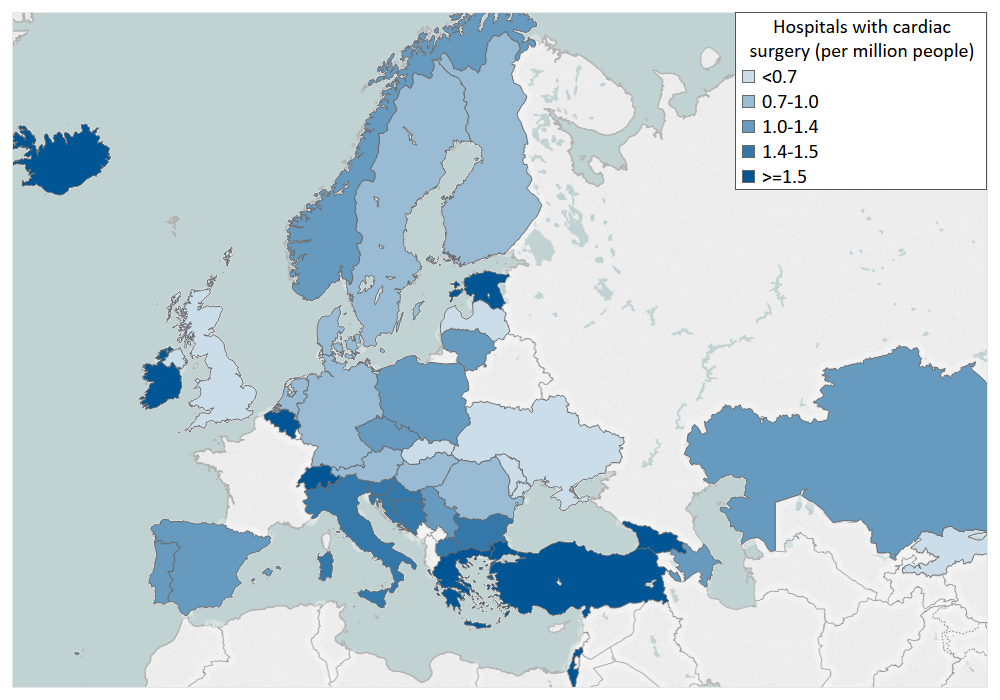 Hospitals with cardiac
surgery (per million people)
<0.7
0.7-1.0
1.0-1.4
1.4-1.5
>=1.5